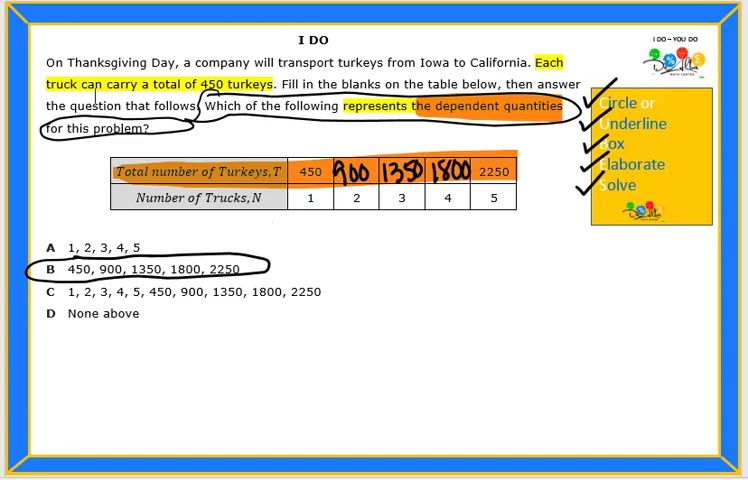 I DO
I DO – YOU DO
On Thanksgiving Day, a company will transport turkeys from Iowa to California. Each
truck can carry a total of 450 turkeys. Fill in the blanks on the table below, then answer
the question that follows. Which of the following represents the dependent quantities
for this problem?
Circle or
Underline
Box
Elaborate
Solve
Total number of Turkeys, T 450 900 1350 1800 2250
Number of Trucks, N 1 2 3 4 5
A 1, 2, 3, 4, 5
B 450, 900, 1350, 1800, 2250
C 1, 2, 3, 4, 5, 450, 900, 1350, 1800, 2250
D None above